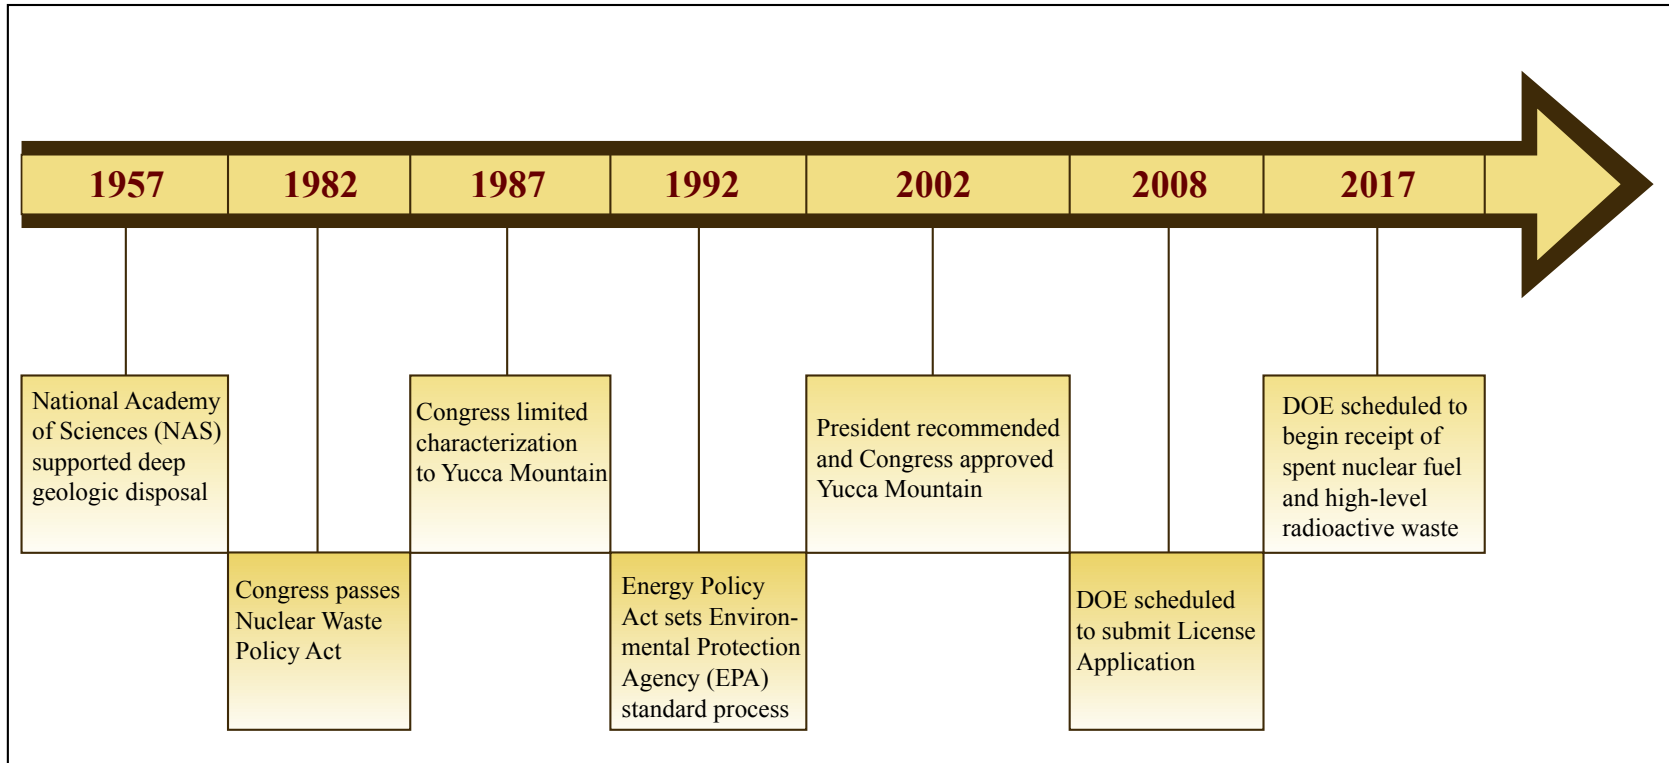 1957
1982
1987
1992
2002
2008
2017
National Academy
of Sciences (NAS)
supported deep
geologic disposal
Congress passes
Nuclear Waste
Policy Act
Congress limited
characterization
to Yucca Mountain
Energy Policy
Act sets Environ-
mental Protection
Agency (EPA)
standard process
President recommended
and Congress approved
Yucca Mountain
DOE scheduled
to submit License
Application
DOE scheduled to
begin receipt of
spent nuclear fuel
and high-level
radioactive waste